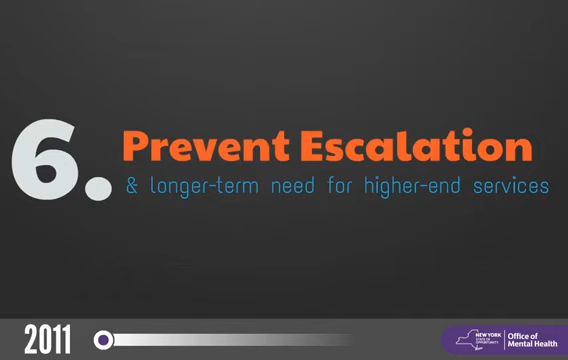 6.
Prevent Escalation
& longer-term need for higher-end services
2011
NEW YORK
STATE OF
OPPORTUNITY
Office of
Mental Health